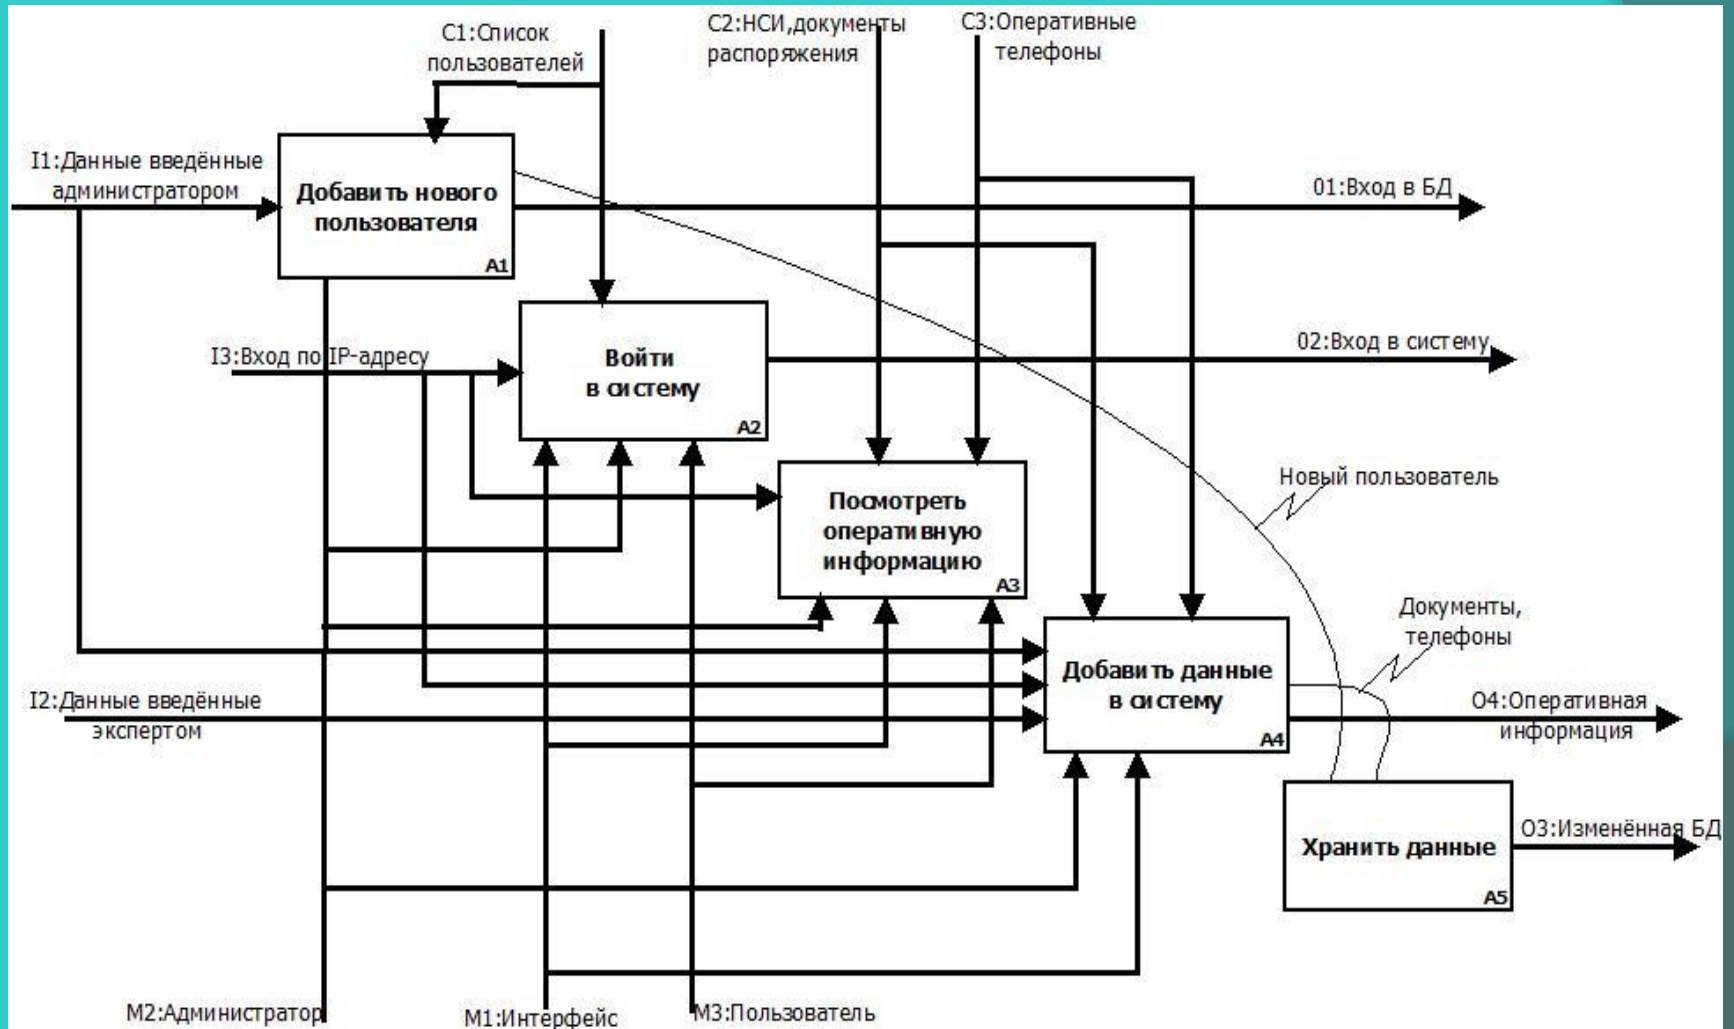 С1:Список
пользователей
С2:НСИ,документы
распоряжения
С3:Оперативные
телефоны
I1:Данные введённые
администратором
Добавить нового
пользователя
А1
01:Вход в БД
I3:Вход по IP-адресу
Войти
в систему
А2
02:Вход в систему
Посмотреть
оперативную
информацию
А3
Новый пользователь
Документы,
телефоны
I2:Данные введённые
экспертом
Добавить данные
в систему
А4
О4:Оперативная
информация
Хранить данные
А5
О3:Изменённая БД
М2:Администратор
М1:Интерфейс
М3:Пользователь